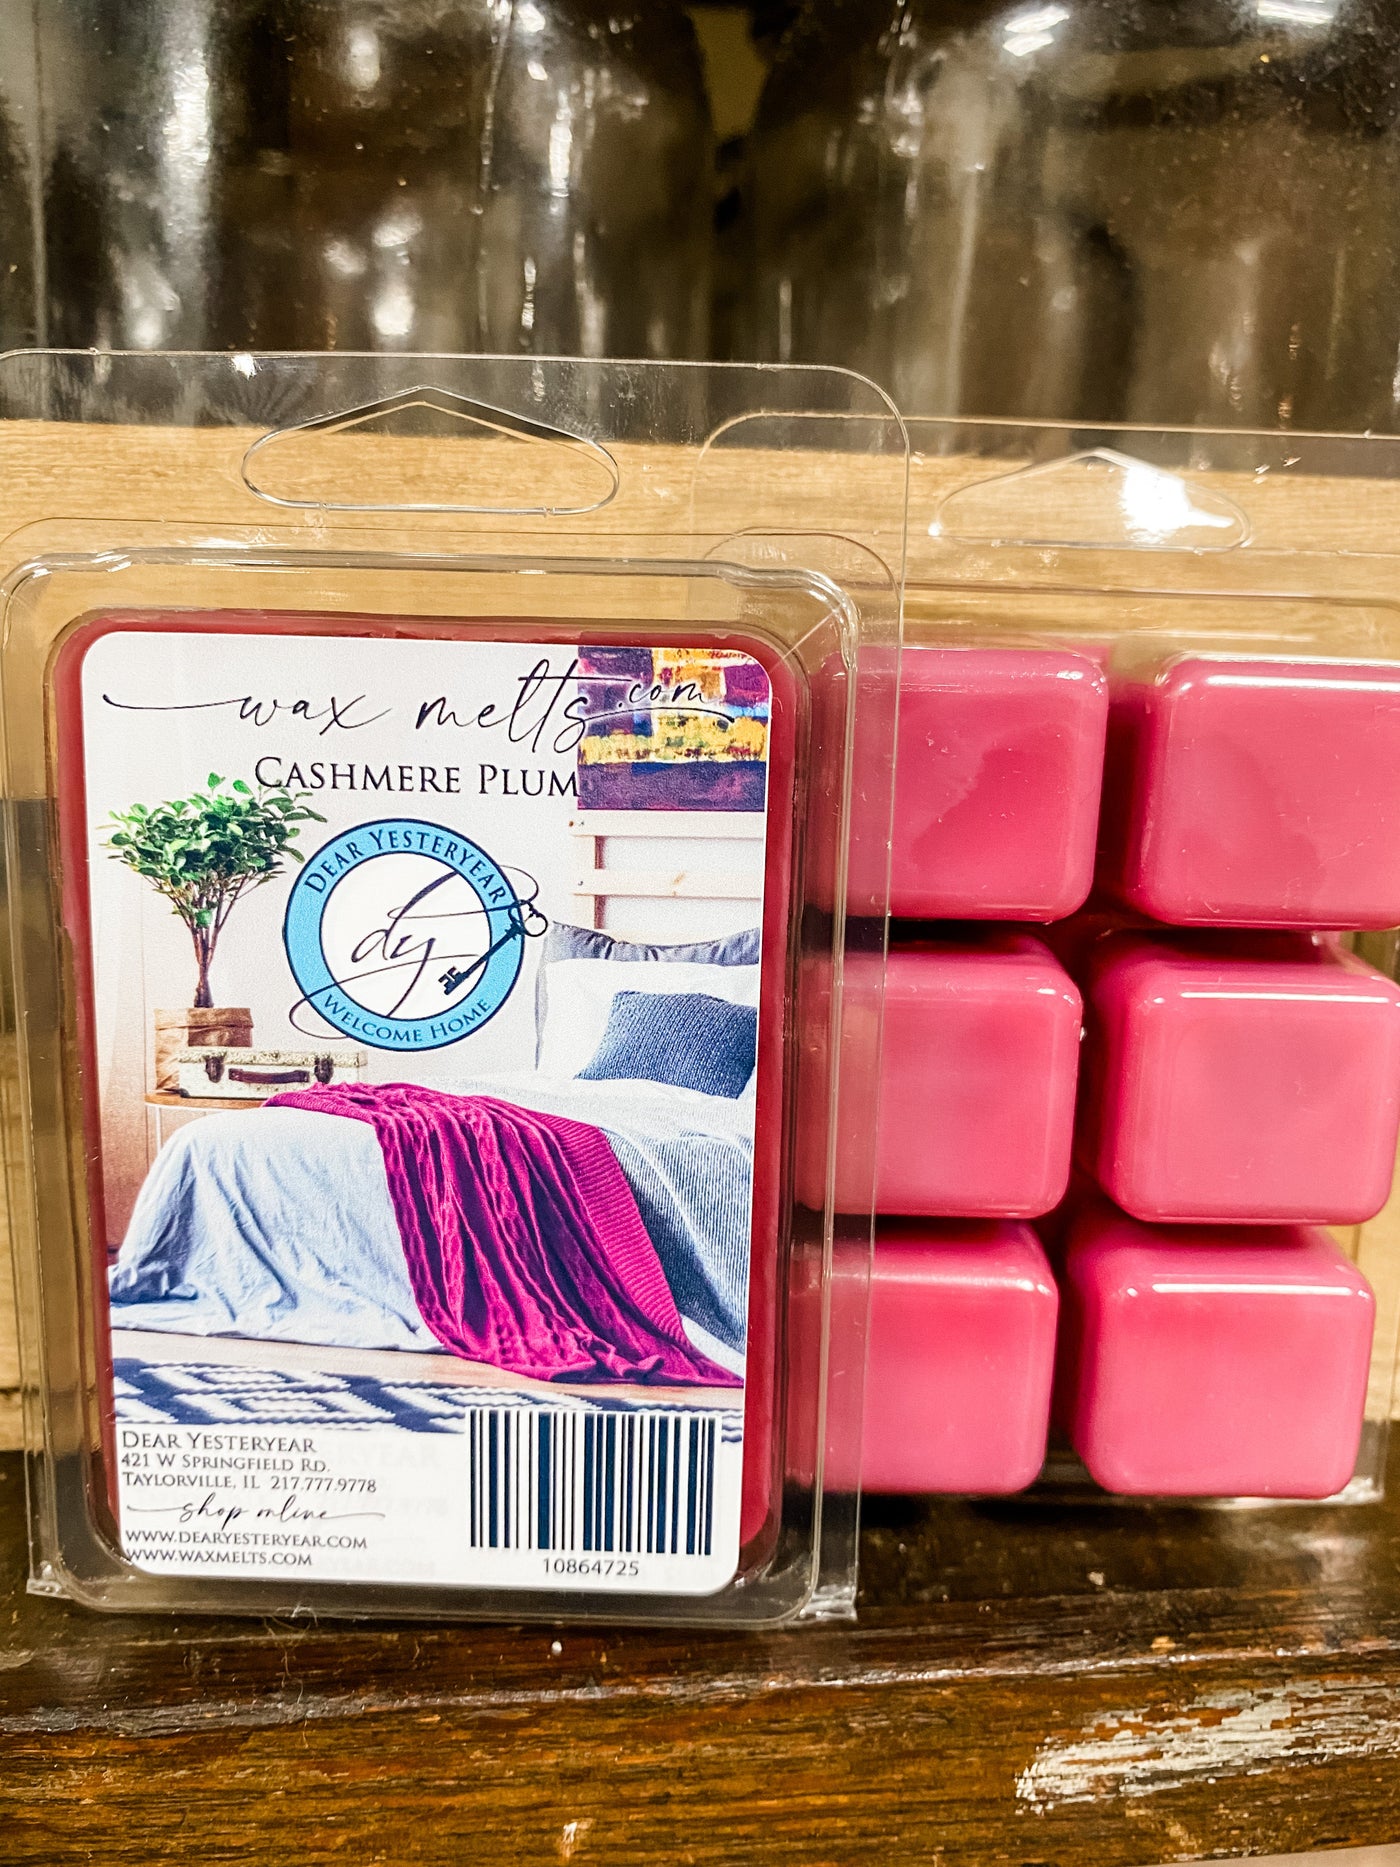 wax melts.com
CASHMERE PLUM
DEAR YESTERYEAR
dy
WELCOME HOME
DEAR YESTERYEAR
421 W SPRINGFIELD RD.
TAYLORVILLE, IL 217.777.9778
shop online
WWW.DEARYESTERYEAR.COM
WWW.WAXMELTS.COM
10864725